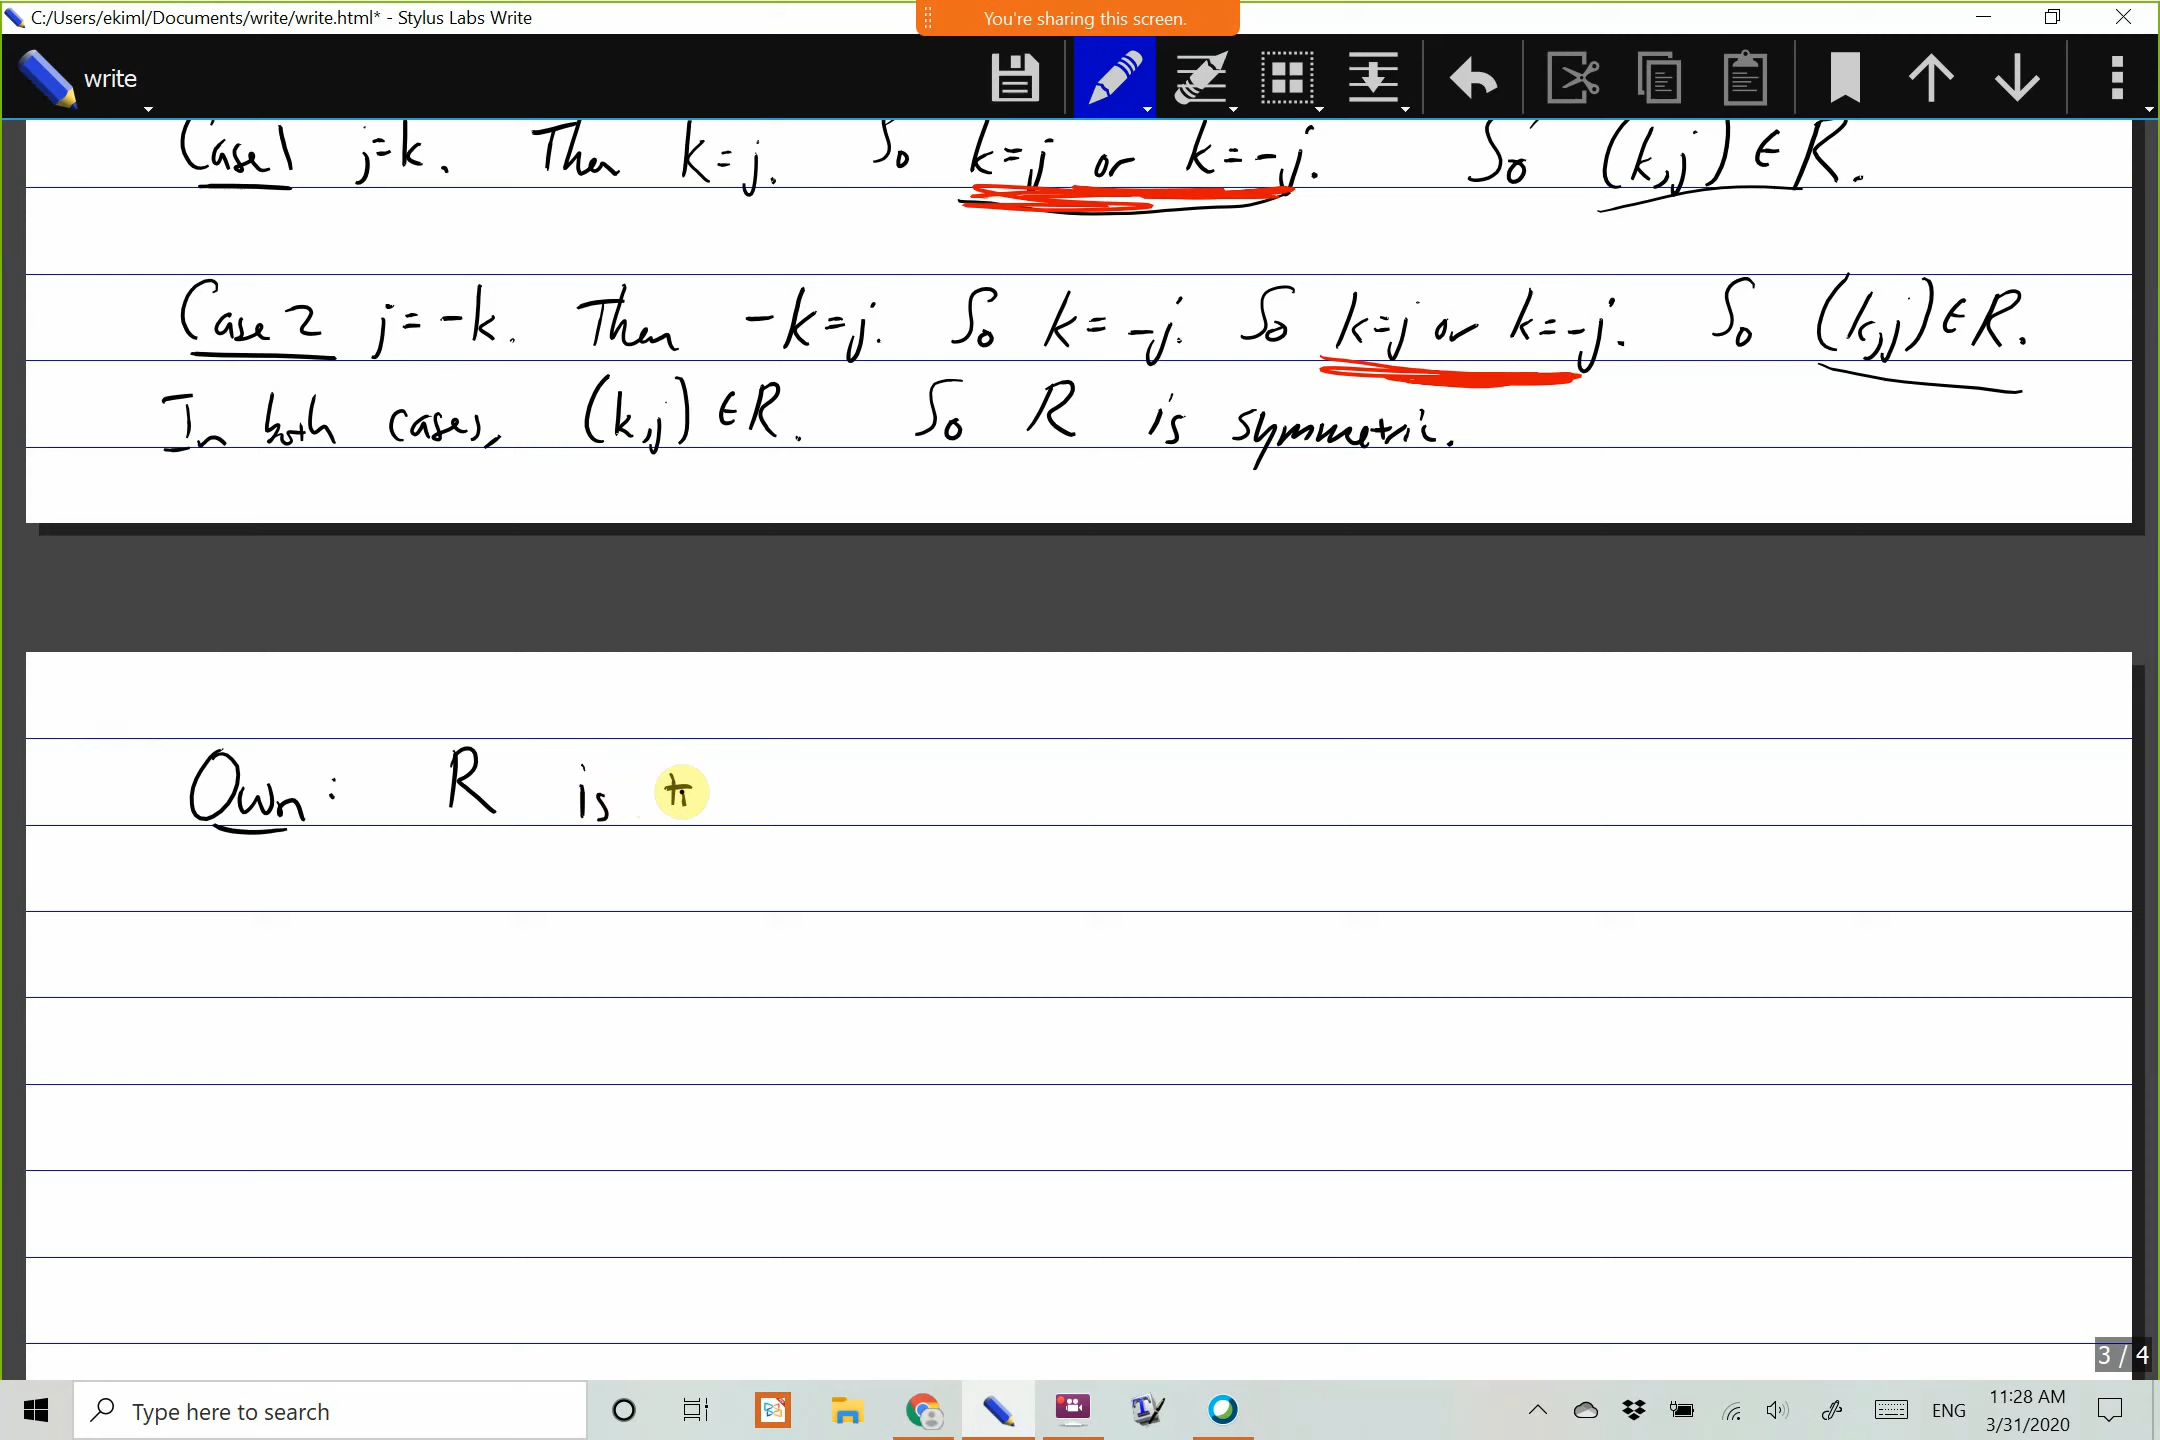 C:/Users/ekiml/Documents/write/write.html* - Stylus Labs Write
You're sharing this screen.
write
Case 1 j=k. Then k=j. So k=j or k=-j. So (k,j) ∈ R.
Case 2 j=-k. Then -k=j. So k=-j. So k=j or k=-j. So (k,j) ∈ R.
In both cases, (k,j) ∈ R. So R is symmetric.
Own: R is
3 / 4
Type here to search
ENG
11:28 AM
3/31/2020